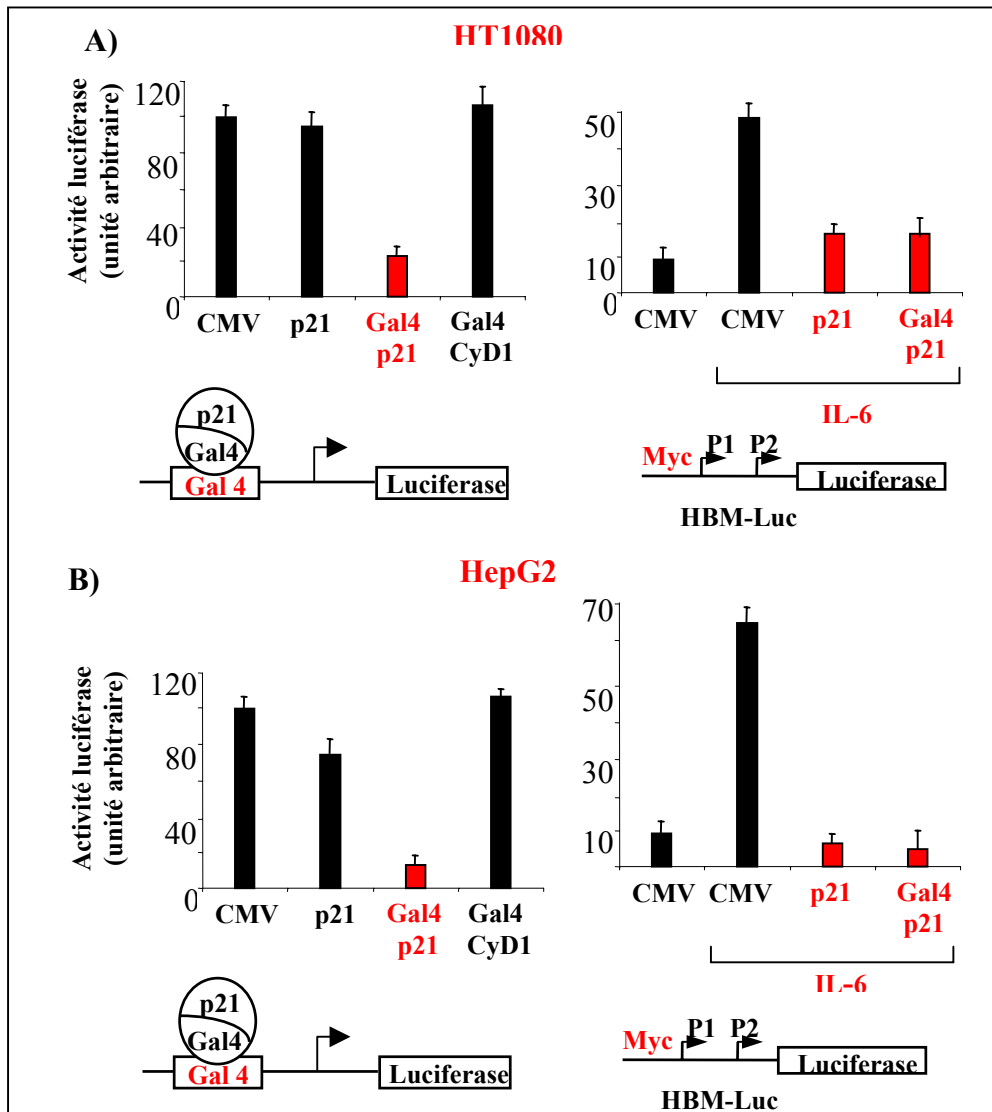 A)
HT1080
Activité luciférase
(unité arbitraire)
120
80
40
0
CMV
p21
Gal4
p21
Gal4
CyD1
50
30
10
0
CMV
CMV
p21
Gal4
p21
IL-6
p21
Gal4
Gal 4
Luciferase
Myc
P1
P2
Luciferase
HBM-Luc
B)
HepG2
Activité luciférase
(unité arbitraire)
120
80
40
0
CMV
p21
Gal4
p21
Gal4
CyD1
70
50
30
10
CMV
CMV
p21
Gal4
p21
IL-6
p21
Gal4
Gal 4
Luciferase
Myc
P1
P2
Luciferase
HBM-Luc